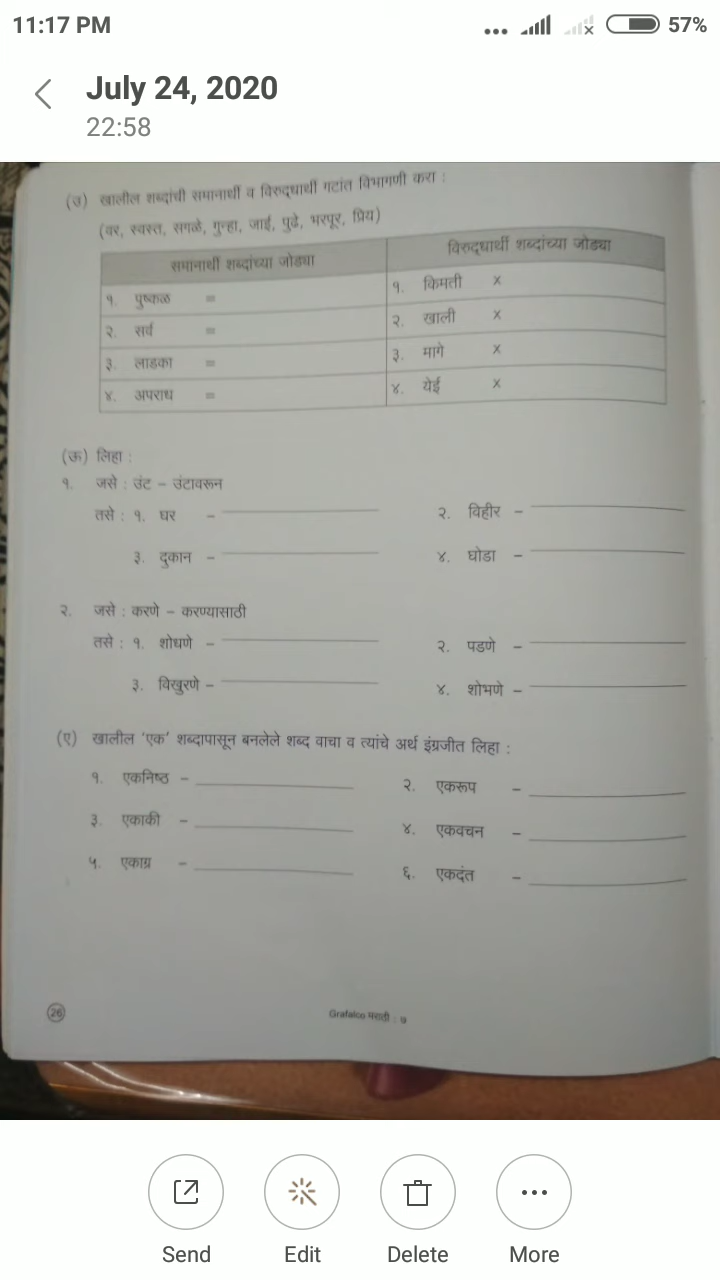 11:17 PM ... 57%
July 24, 2020
22:58
(उ) खालील शब्दांची समानार्थी व विरुद्धार्थी गटांत विभागणी करा :
(वर, स्वस्त, सगळे, गुन्हा, जाई, पुढे, भरपूर, प्रिय)
समानार्थी शब्दांच्या जोड्या विरुद्धार्थी शब्दांच्या जोड्या
१. पुष्कळ = १. किमती x
२. सर्व = २. खाली x
३. लाडका = ३. मागे x
४. अपराध = ४. येई x
(ऊ) लिहा :
१. जसे : उंट – उंटावरून
तसे : १. घर – २. विहीर –
३. दुकान – ४. घोडा –
२. जसे : करणे – करण्यासाठी
तसे : १. शोधणे – २. पडणे –
३. विखुरणे – ४. शोभणे –
(ए) खालील 'एक' शब्दापासून बनलेले शब्द वाचा व त्यांचे अर्थ इंग्रजीत लिहा :
१. एकनिष्ठ – २. एकरूप –
३. एकाकी – ४. एकवचन –
५. एकाग्र – ६. एकदंत –
26 Grafalco मराठी : ७
Send Edit Delete More